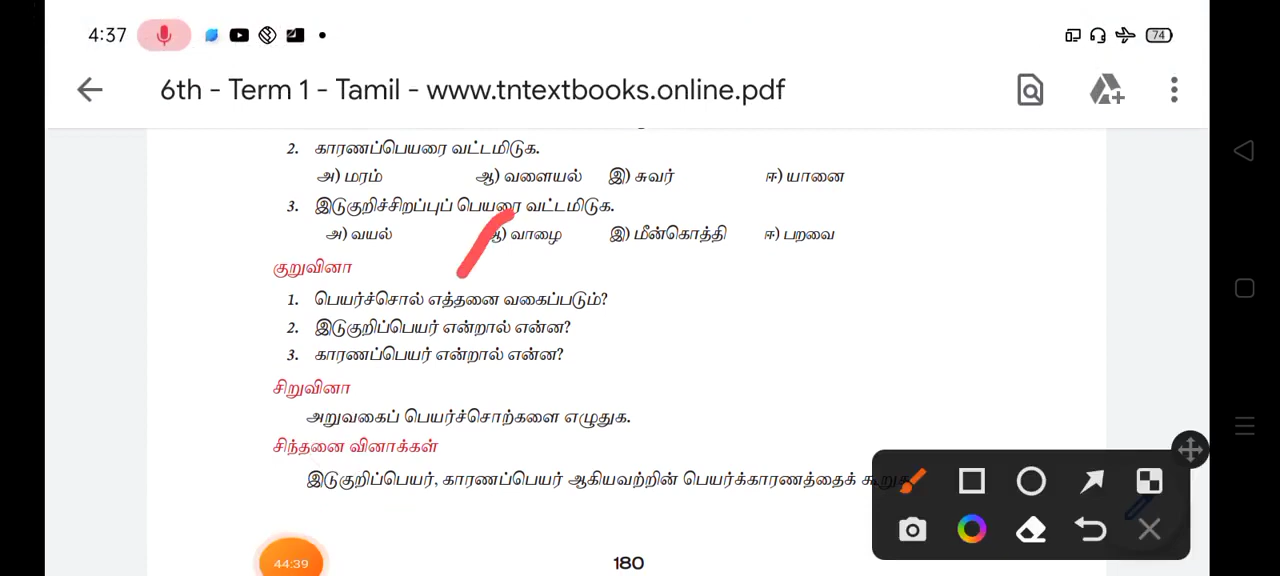 4:37
74
6th - Term 1 - Tamil - www.tntextbooks.online.pdf
2. காரணப்பெயரை வட்டமிடுக.
அ) மரம் ஆ) வளையல் இ) சுவர் ஈ) யானை
3. இடுகுறிச்சிறப்புப் பெயரை வட்டமிடுக.
அ) வயல் ஆ) வாழை இ) மீன்கொத்தி ஈ) பறவை
குறுவினா
1. பெயர்ச்சொல் எத்தனை வகைப்படும்?
2. இடுகுறிப்பெயர் என்றால் என்ன?
3. காரணப்பெயர் என்றால் என்ன?
சிறுவினா
அறுவகைப் பெயர்ச்சொற்களை எழுதுக.
சிந்தனை வினாக்கள்
இடுகுறிப்பெயர், காரணப்பெயர் ஆகியவற்றின் பெயர்க்காரணத்தைக்
44:39
180